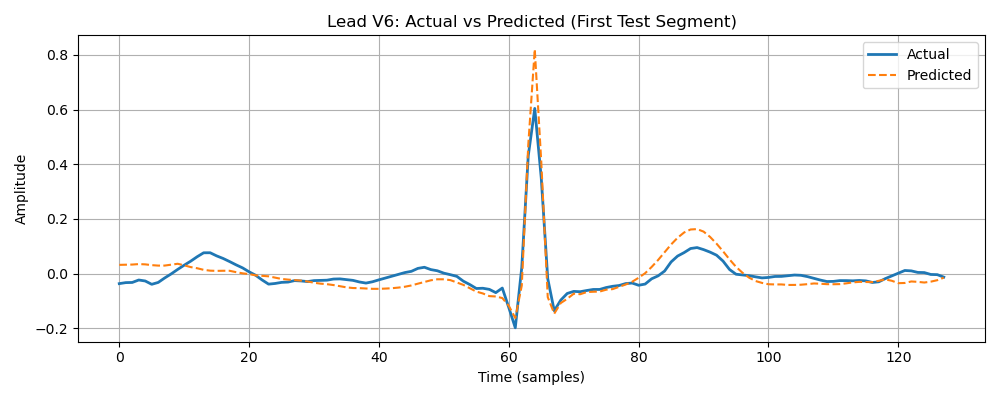 Lead V6: Actual vs Predicted (First Test Segment)
Actual
Predicted
Amplitude
0.8
0.6
0.4
0.2
0.0
−0.2
0 20 40 60 80 100 120
Time (samples)